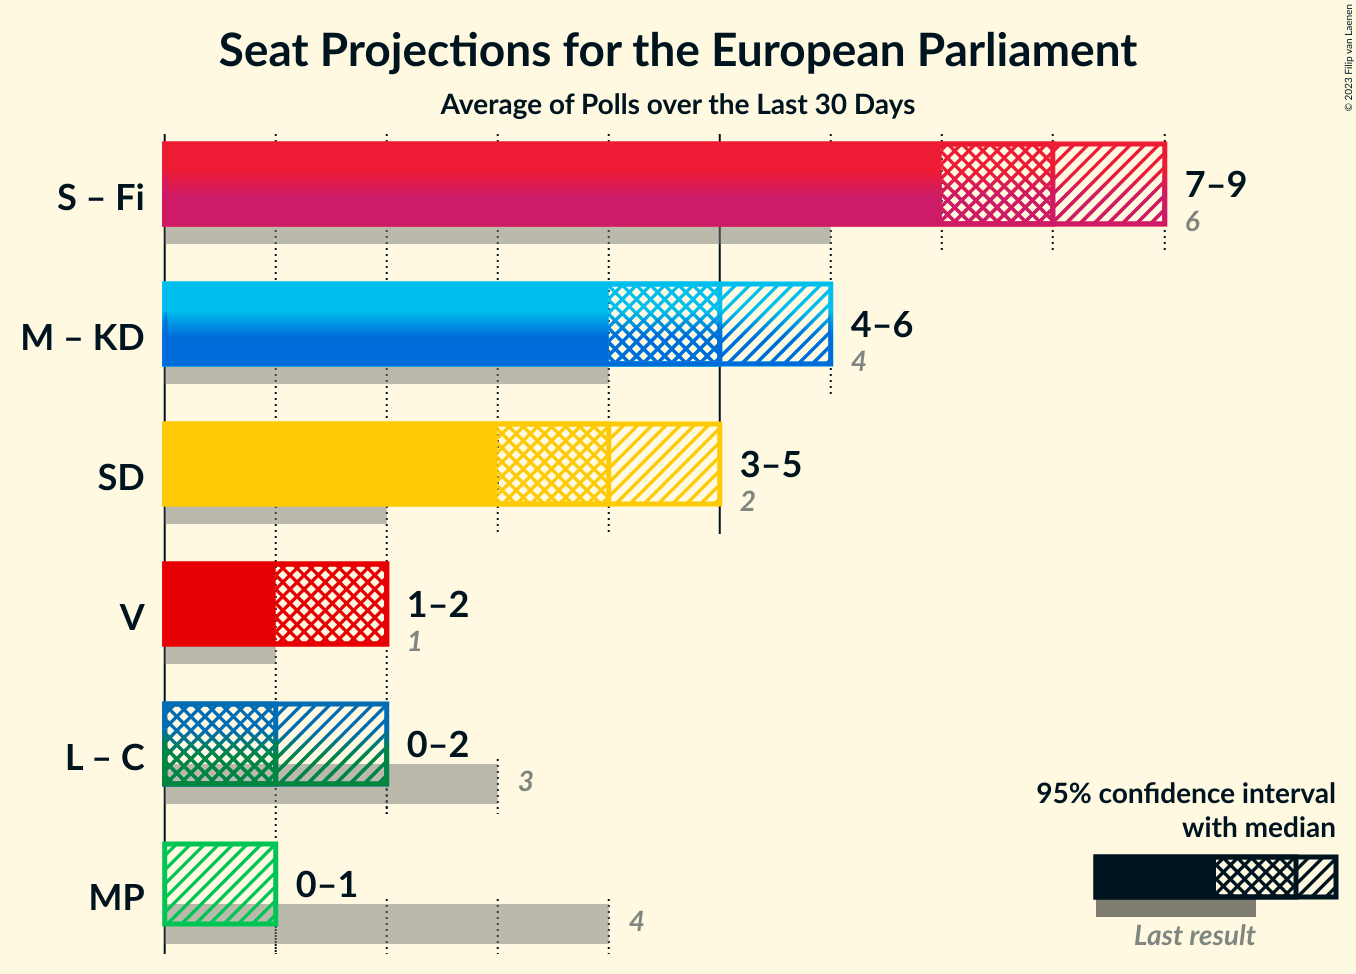 Seat Projections for the European Parliament
Average of Polls over the Last 30 Days
© 2023 Filip van Laenen
S – Fi
7–9
6
M – KD
4–6
4
SD
3–5
2
V
1–2
1
L – C
0–2
3
MP
0–1
4
95% confidence interval
with median
Last result